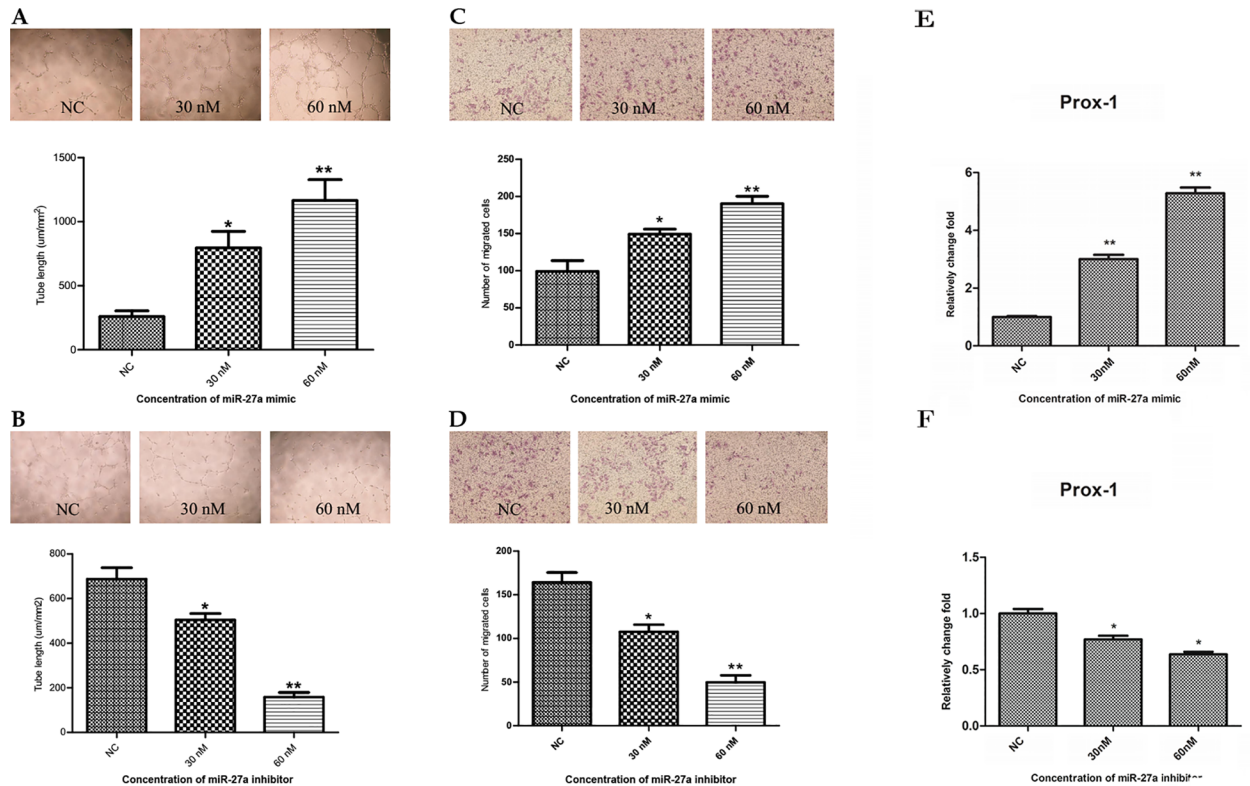 A
NC
30 nM
60 nM
1500
1000
500
0
Tube length (um/mm²)
*
**
NC
30 nM
60 nM
Concentration of miR-27a mimic
B
NC
30 nM
60 nM
800
600
400
200
0
Tube length (um/mm2)
*
**
NC
30 nM
60 nM
Concentration of miR-27a inhibitor
C
NC
30 nM
60 nM
250
200
150
100
50
0
Number of migrated cells
*
**
NC
30 nM
60 nM
Concentration of miR-27a mimic
D
NC
30 nM
60 nM
200
150
100
50
0
Number of migrated cells
*
**
NC
30 nM
60 nM
Concentration of miR-27a inhibitor
E
Prox-1
6
4
2
0
Relatively change fold
**
**
NC
30nM
60nM
Concentration of miR-27a mimic
F
Prox-1
1.5
1.0
0.5
0.0
Relatively change fold
*
*
NC
30nM
60nM
Concentration of miR-27a